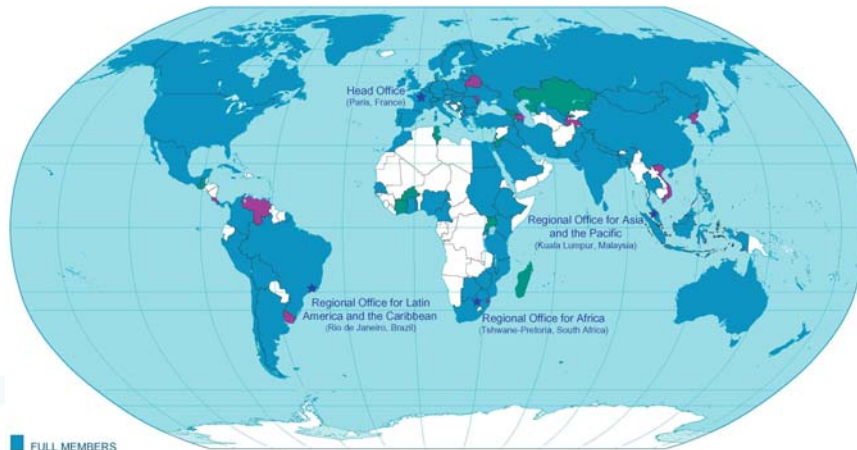 Head Office
(Paris, France)
Regional Office for Asia
and the Pacific
(Kuala Lumpur, Malaysia)
Regional Office for Latin
America and the Caribbean
(Rio de Janeiro, Brazil)
Regional Office for Africa
(Tshwane-Pretoria, South Africa)
FULL MEMBERS